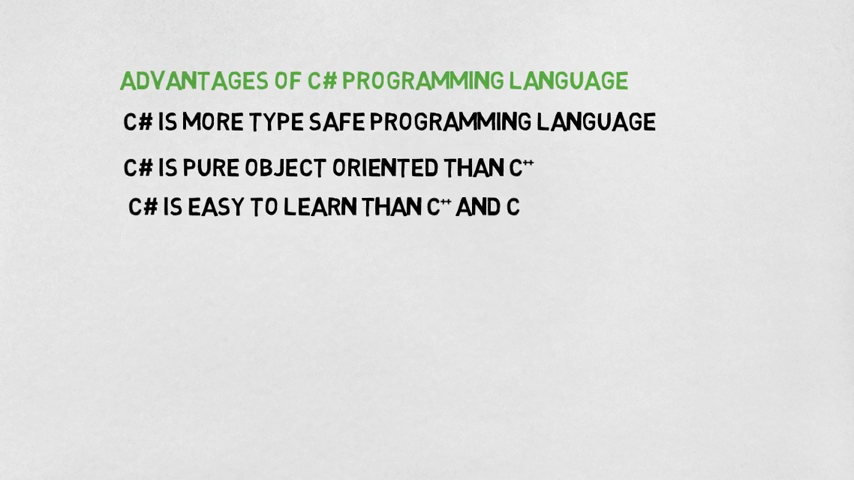 ADVANTAGES OF C# PROGRAMMING LANGUAGE
C# IS MORE TYPE SAFE PROGRAMMING LANGUAGE
C# IS PURE OBJECT ORIENTED THAN C++
C# IS EASY TO LEARN THAN C++ AND C